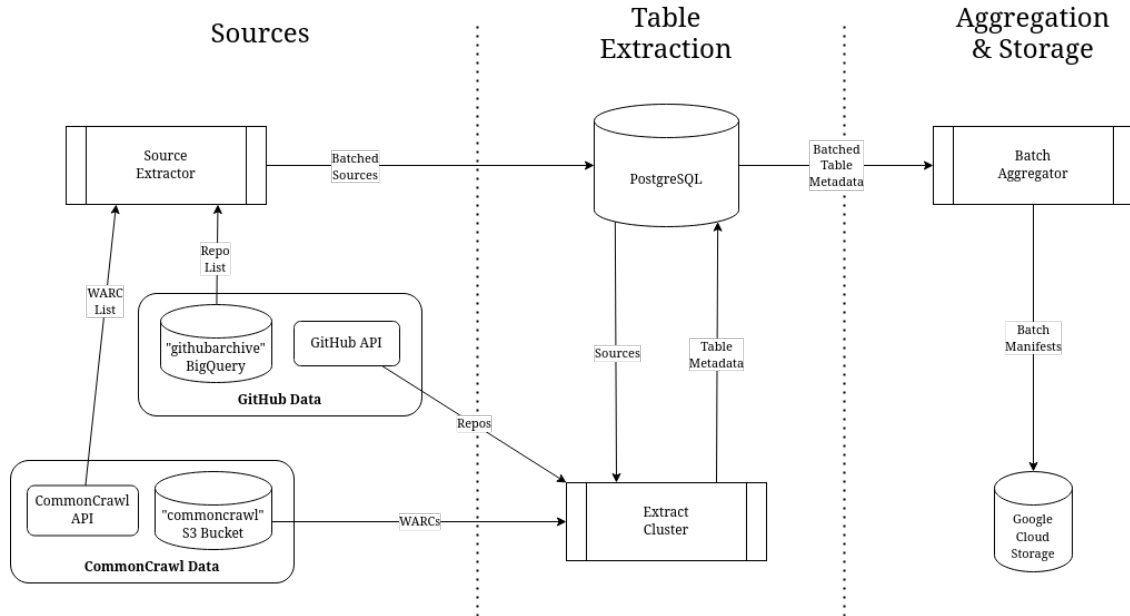 Sources
Table
Extraction
Aggregation
& Storage
Source
Extractor
Batched
Sources
PostgreSQL
Batched
Table
Metadata
Batch
Aggregator
Repo
List
WARC
List
"githubarchive"
BigQuery
GitHub API
GitHub Data
Sources
Table
Metadata
Batch
Manifests
Repos
CommonCrawl
API
"commoncrawl"
S3 Bucket
CommonCrawl Data
WARCs
Extract
Cluster
Google
Cloud
Storage